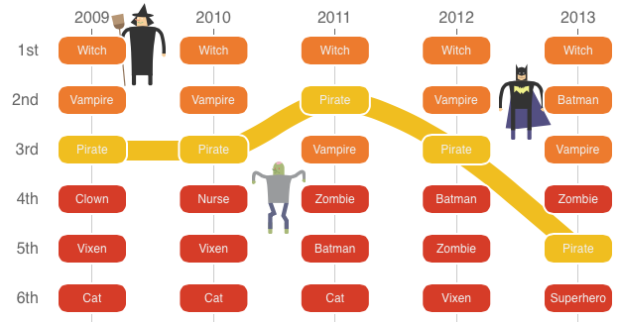 2009 2010 2011 2012 2013
1st Witch Witch Witch Witch Witch
2nd Vampire Vampire Pirate Vampire Batman
3rd Pirate Pirate Vampire Pirate Vampire
4th Clown Nurse Zombie Batman Zombie
5th Vixen Vixen Batman Zombie Pirate
6th Cat Cat Cat Vixen Superhero